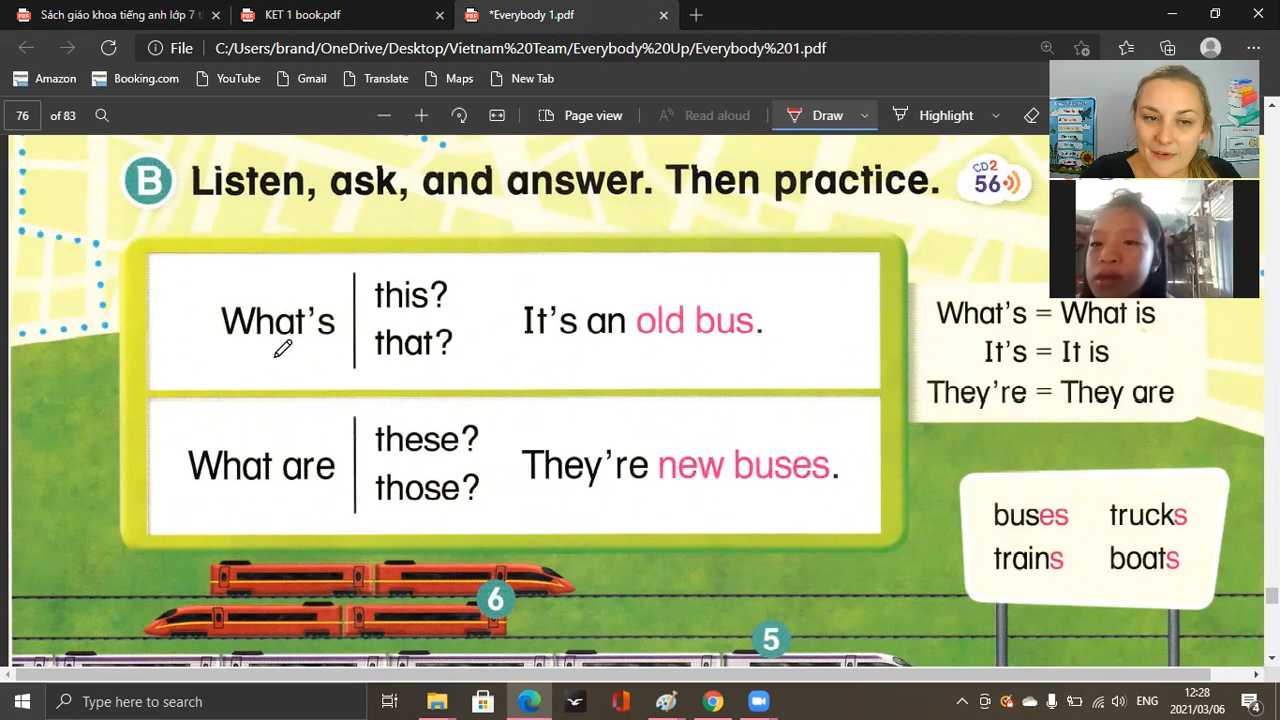 Sách giáo khoa tiếng anh lớp 7 t
KET 1 book.pdf
*Everybody 1.pdf
File
C:/Users/brand/OneDrive/Desktop/Vietnam%20Team/Everybody%20Up/Everybody%201.pdf
Amazon
Booking.com
YouTube
Gmail
Translate
Maps
New Tab
76 of 83
Page view
Read aloud
Draw
Highlight
B Listen, ask, and answer. Then practice.
CD2
56
What's
this?
that?
It's an old bus.
What are
these?
those?
They're new buses.
What's = What is
It's = It is
They're = They are
buses trucks
trains boats
6
5
Type here to search
ENG
12:28
2021/03/06
4